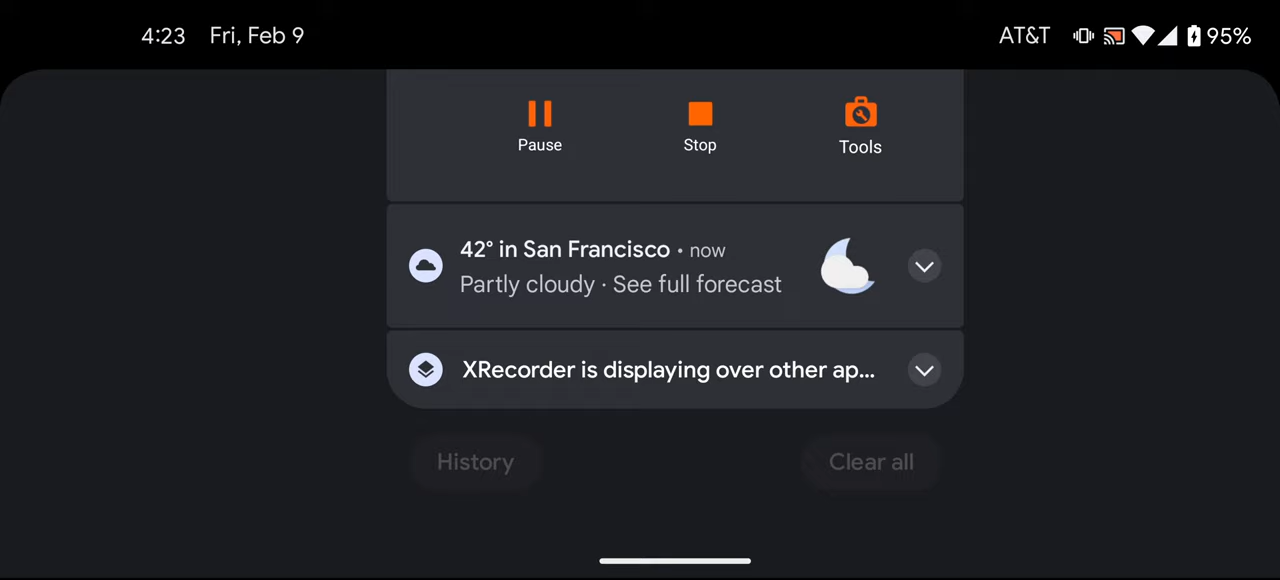 4:23 Fri, Feb 9 AT&T 95%
Pause Stop Tools
42° in San Francisco • now
Partly cloudy · See full forecast
XRecorder is displaying over other ap...
History Clear all